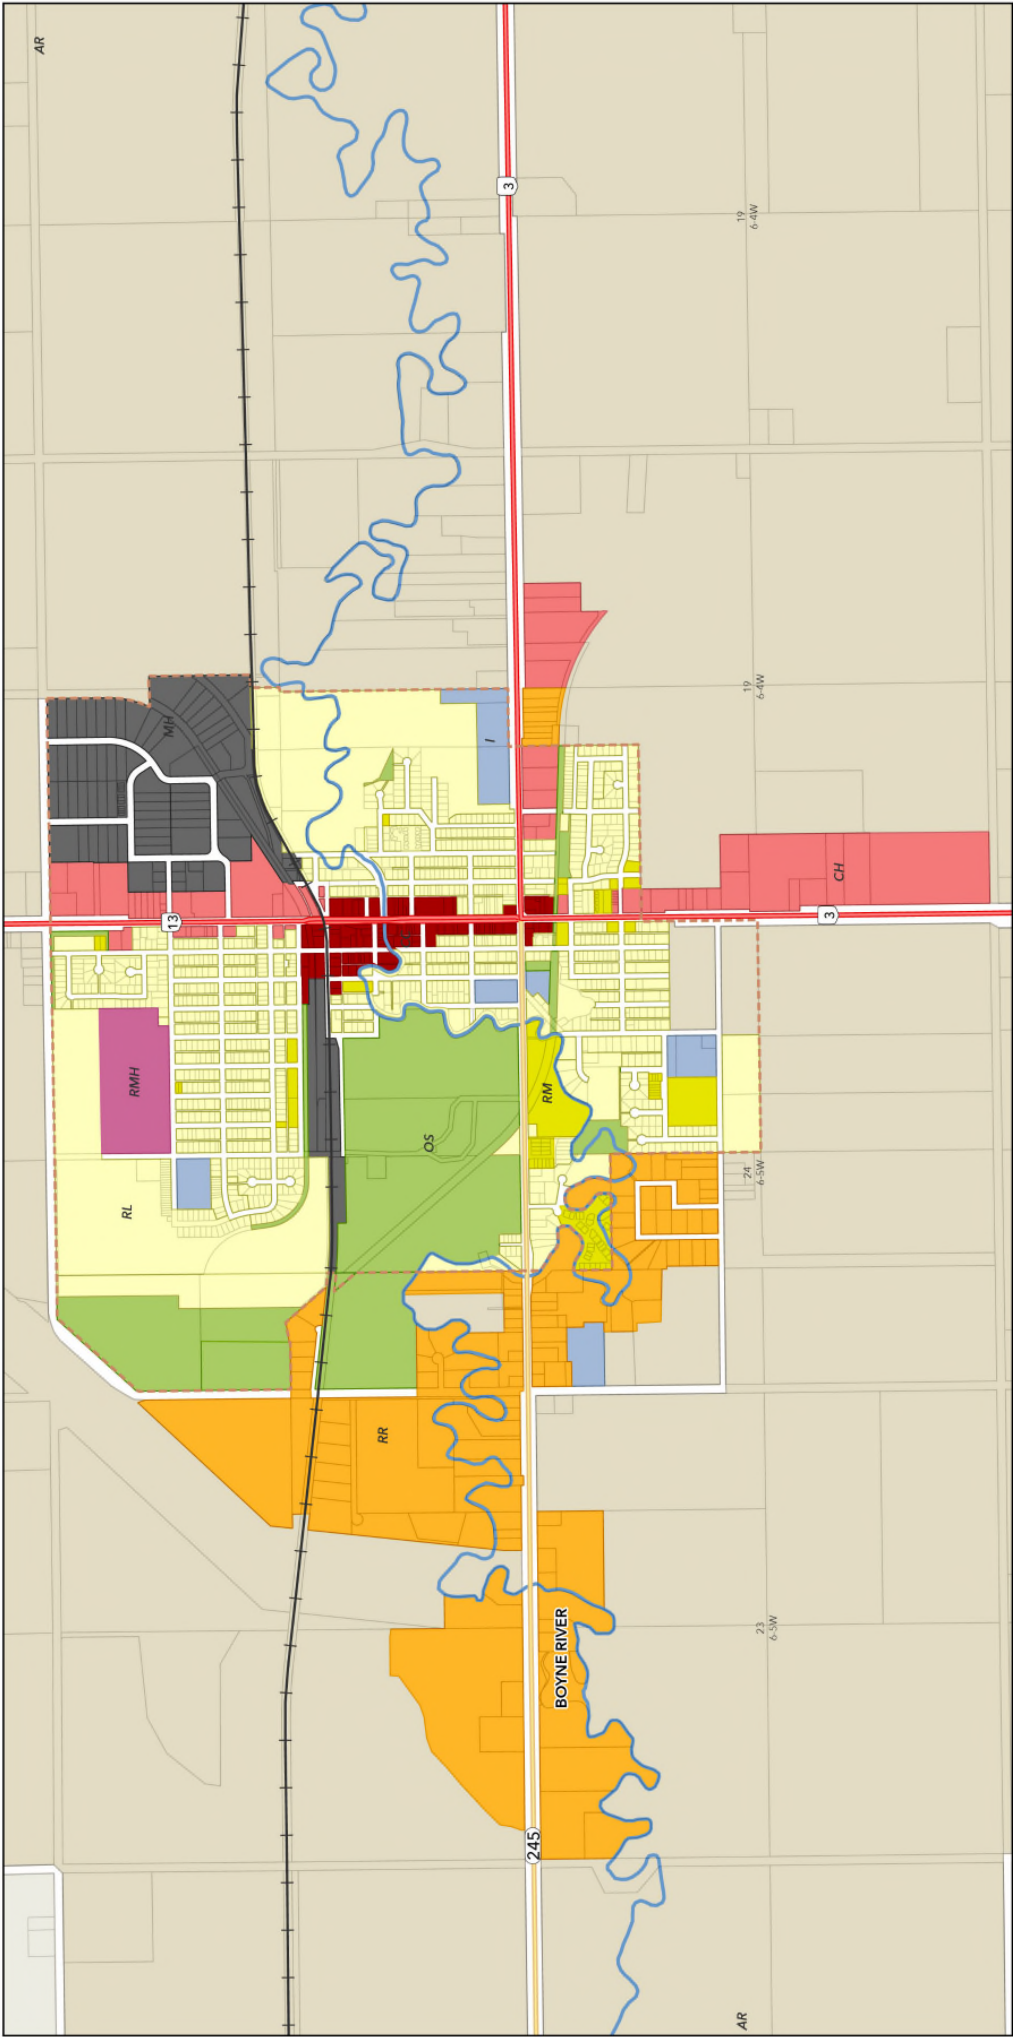 AR
3
19
6-4W
19
6-4W
MH
I
CH
3
13
RMH
RM
OS
24
6-5W
RL
RR
23
6-5W
BOYNE RIVER
245
AR